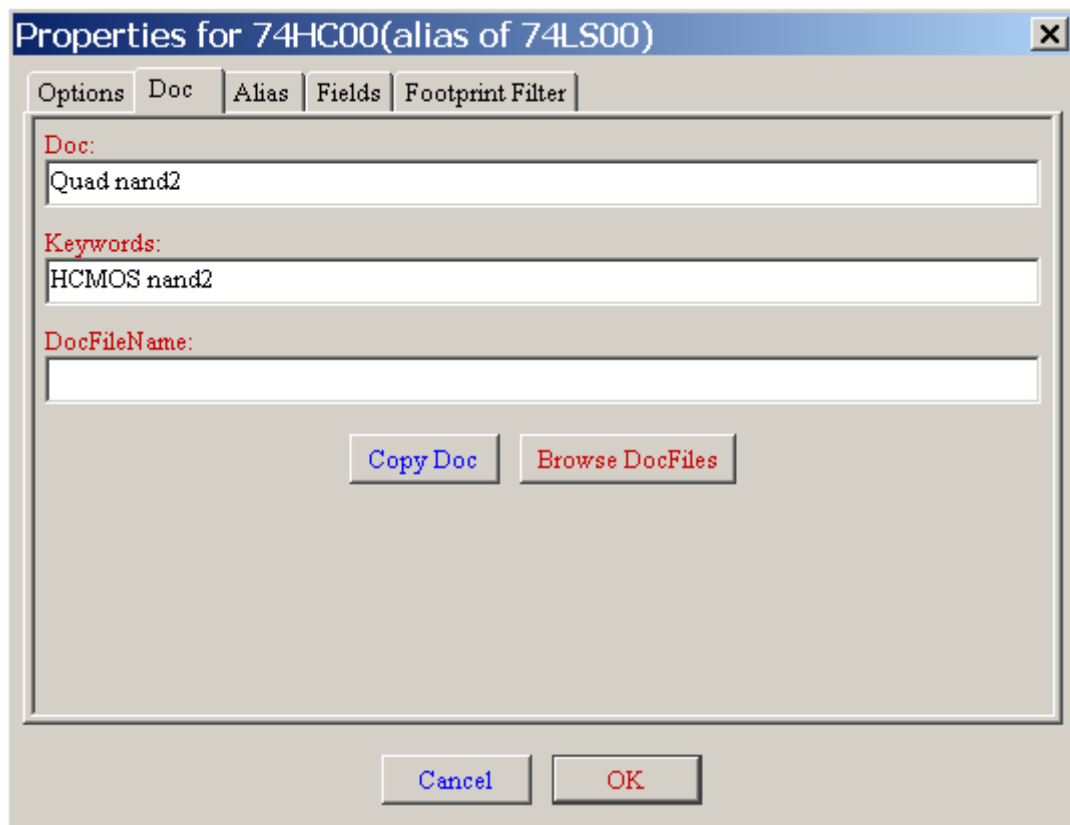 Properties for 74HC00(alias of 74LS00)
Options Doc Alias Fields Footprint Filter
Doc:
Quad nand2
Keywords:
HCMOS nand2
DocFileName:
Copy Doc Browse DocFiles
Cancel OK